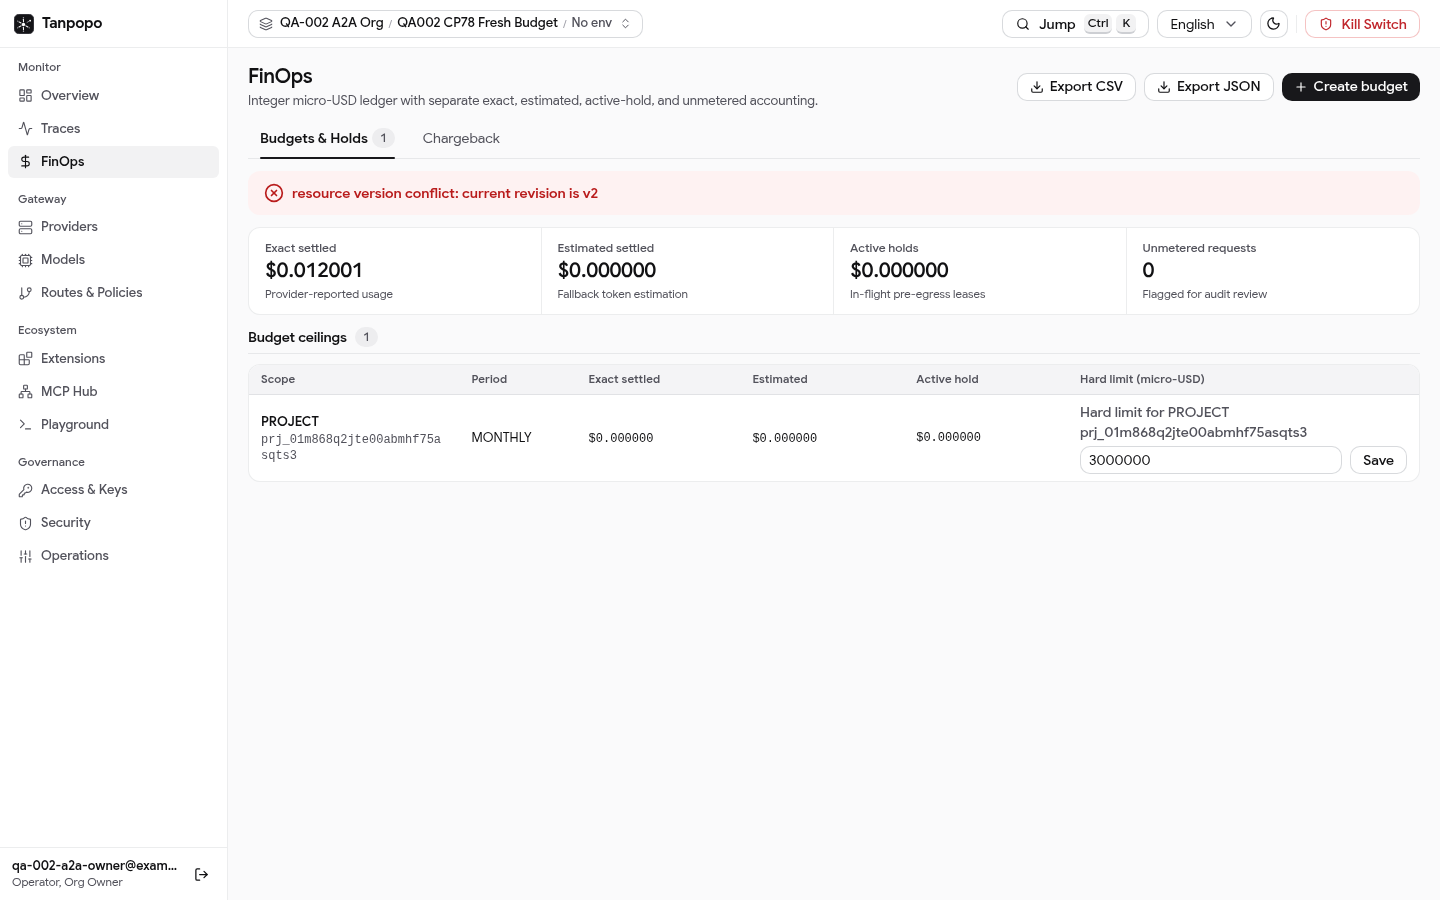 Tanpopo
QA-002 A2A Org / QA002 CP78 Fresh Budget / No env
Jump Ctrl K
English
Kill Switch
Monitor
Overview
Traces
FinOps
Gateway
Providers
Models
Routes & Policies
Ecosystem
Extensions
MCP Hub
Playground
Governance
Access & Keys
Security
Operations
qa-002-a2a-owner@exam...
Operator, Org Owner
FinOps
Integer micro-USD ledger with separate exact, estimated, active-hold, and unmetered accounting.
Export CSV
Export JSON
Create budget
Budgets & Holds 1
Chargeback
resource version conflict: current revision is v2
Exact settled
$0.012001
Provider-reported usage
Estimated settled
$0.000000
Fallback token estimation
Active holds
$0.000000
In-flight pre-egress leases
Unmetered requests
0
Flagged for audit review
Budget ceilings 1
Scope Period Exact settled Estimated Active hold Hard limit (micro-USD)
PROJECT
prj_01m868q2jte00abmhf75a
sqts3
MONTHLY
$0.000000
$0.000000
$0.000000
Hard limit for PROJECT
prj_01m868q2jte00abmhf75asqts3
3000000
Save